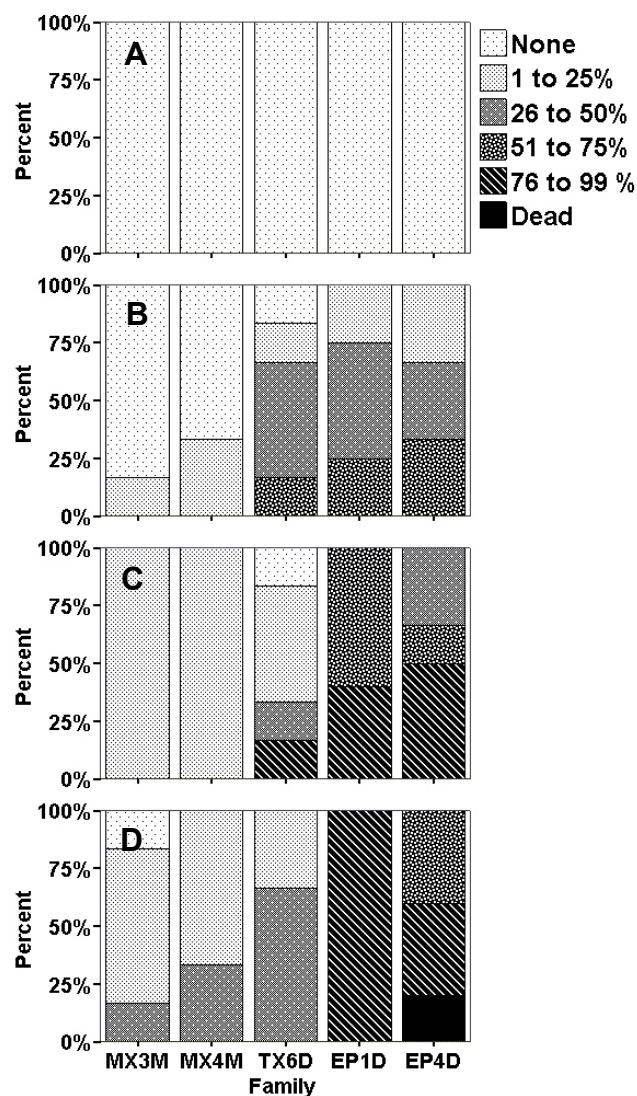 100%
A
75%
50%
25%
0%
Percent
None
1 to 25%
26 to 50%
51 to 75%
76 to 99 %
Dead
100%
B
75%
50%
25%
0%
Percent
100%
C
75%
50%
25%
0%
Percent
100%
D
75%
50%
25%
0%
Percent
MX3M MX4M TX6D EP1D EP4D
Family